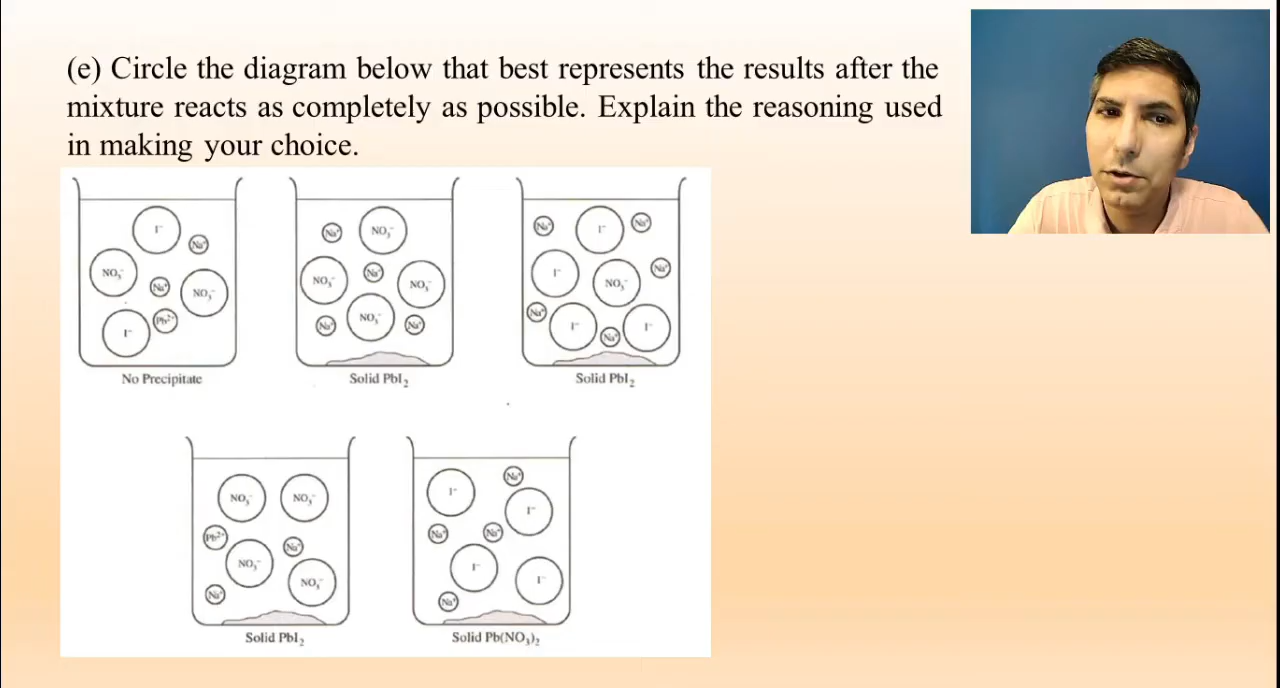 (e) Circle the diagram below that best represents the results after the
mixture reacts as completely as possible. Explain the reasoning used
in making your choice.
I⁻
Na⁺
NO₃⁻
Na⁺
NO₃⁻
Pb²⁺
I⁻
No Precipitate
Na⁺
NO₃⁻
NO₃⁻
Na⁺
NO₃⁻
Na⁺
NO₃⁻
Na⁺
Solid PbI₂
Na⁺
I⁻
Na⁺
I⁻
NO₃⁻
Na⁺
Na⁺
I⁻
Na⁺
I⁻
Solid PbI₂
NO₃⁻
NO₃⁻
Pb²⁺
NO₃⁻
Na⁺
NO₃⁻
Na⁺
Solid PbI₂
I⁻
Na⁺
I⁻
Na⁺
Na⁺
I⁻
I⁻
Na⁺
Solid Pb(NO₃)₂